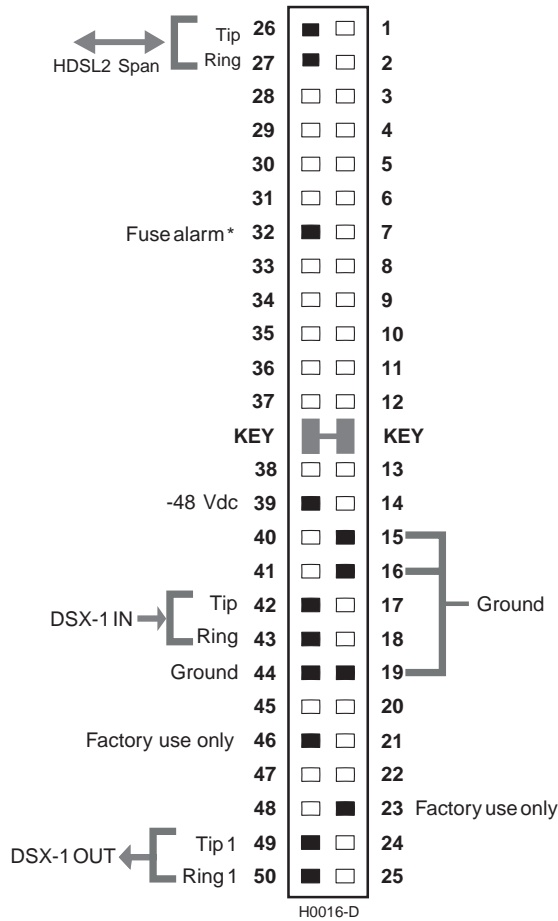 Tip 26 1
HDSL2 Span Ring 27 2
28 3
29 4
30 5
31 6
Fuse alarm * 32 7
33 8
34 9
35 10
36 11
37 12
KEY KEY
38 13
-48 Vdc 39 14
40 15
41 16
DSX-1 IN Tip 42 17 Ground
Ring 43 18
Ground 44 19
45 20
Factory use only 46 21
47 22
48 23 Factory use only
DSX-1 OUT Tip 1 49 24
Ring 1 50 25
H0016-D